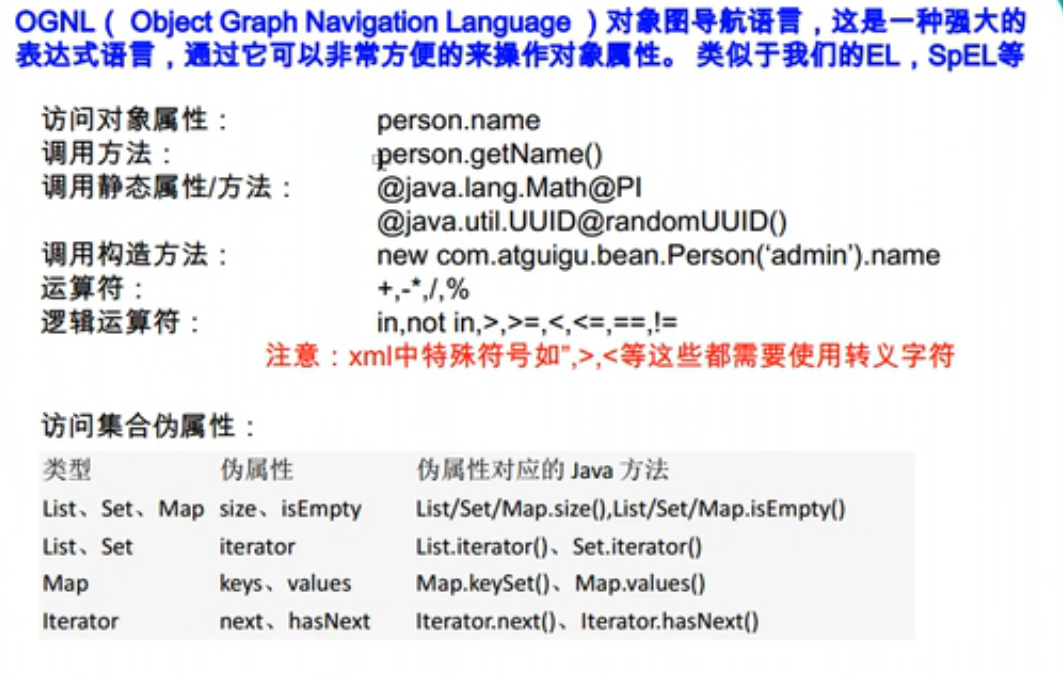 OGNL（ Object Graph Navigation Language ）对象图导航语言，这是一种强大的
表达式语言，通过它可以非常方便的来操作对象属性。 类似于我们的EL，SpEL等
访问对象属性： person.name
调用方法： person.getName()
调用静态属性/方法： @java.lang.Math@PI
@java.util.UUID@randomUUID()
调用构造方法： new com.atguigu.bean.Person(‘admin’).name
运算符： +,-*,/,%
逻辑运算符： in,not in,>,>=,<,<=,==,!=
注意：xml中特殊符号如”,>,<等这些都需要使用转义字符
访问集合伪属性：
类型 伪属性 伪属性对应的 Java 方法
List、Set、Map size、isEmpty List/Set/Map.size(),List/Set/Map.isEmpty()
List、Set iterator List.iterator()、Set.iterator()
Map keys、values Map.keySet()、Map.values()
Iterator next、hasNext Iterator.next()、Iterator.hasNext()